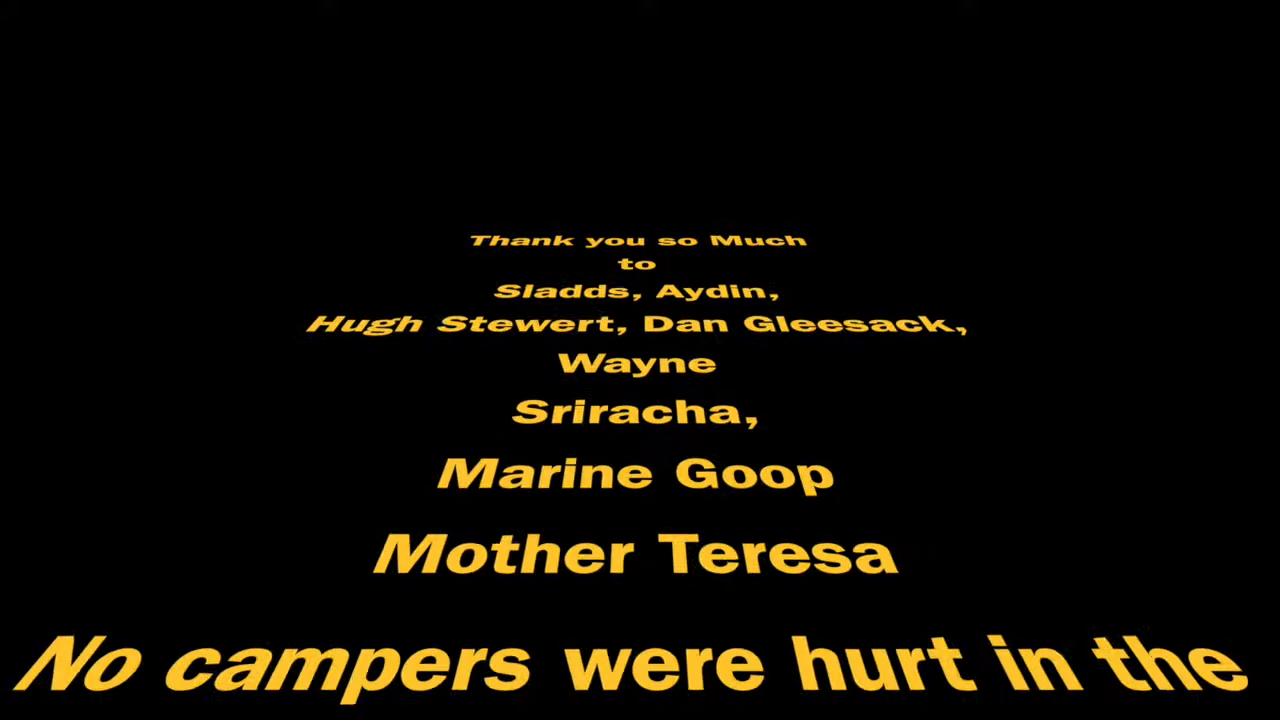 Thank you so Much
to
Sladds, Aydin,
Hugh Stewert, Dan Gleesack,
Wayne
Sriracha,
Marine Goop
Mother Teresa
No campers were hurt in the